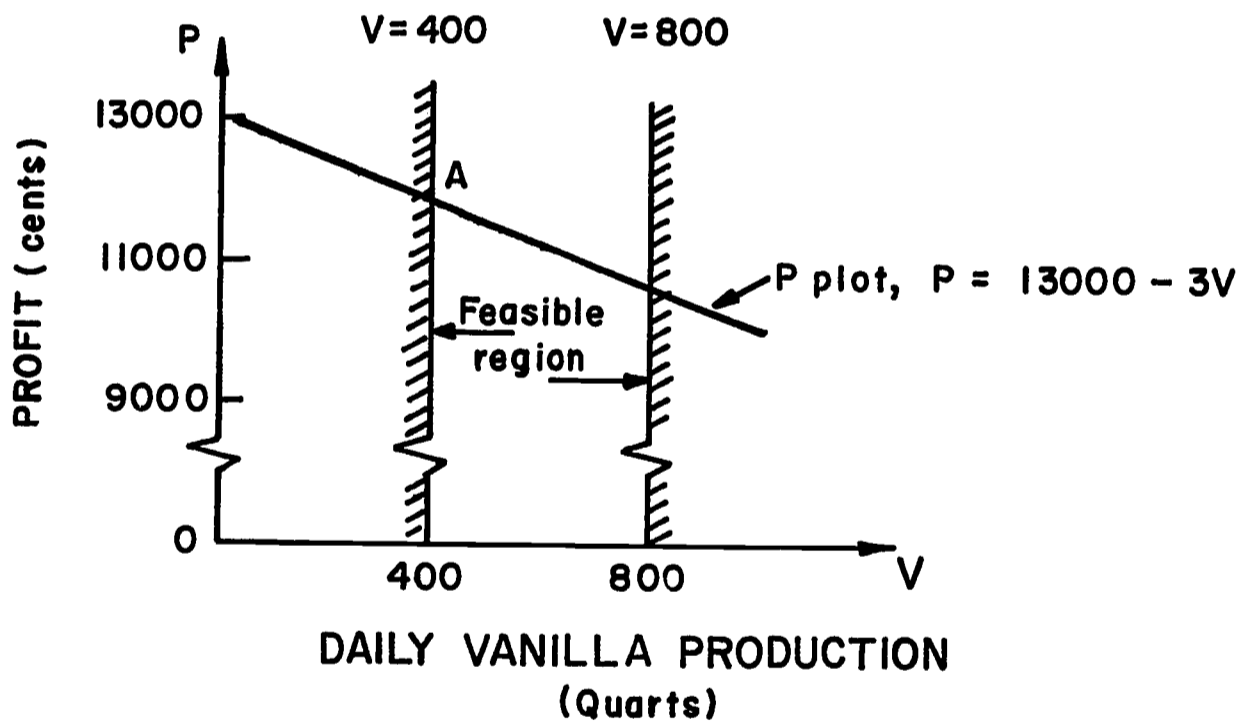 V=400
V=800
P
13000
A
11000
P plot, P = 13000 - 3V
Feasible
region
9000
0
400
800
V
PROFIT (cents)
DAILY VANILLA PRODUCTION
(Quarts)